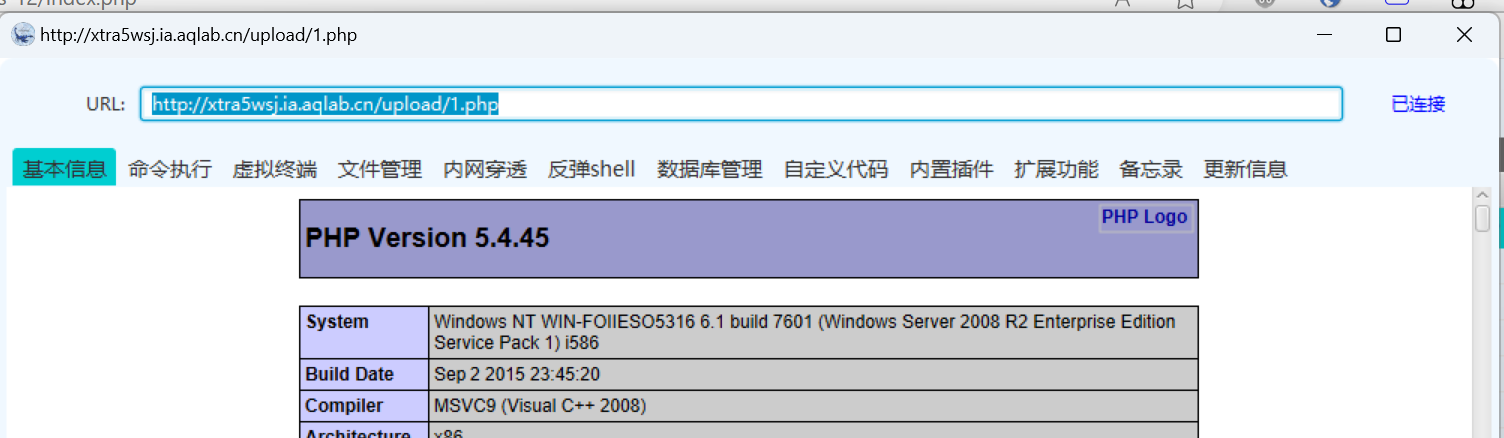 s-12/index.php
http://xtra5wsj.ia.aqlab.cn/upload/1.php
URL: http://xtra5wsj.ia.aqlab.cn/upload/1.php 已连接
基本信息 命令执行 虚拟终端 文件管理 内网穿透 反弹shell 数据库管理 自定义代码 内置插件 扩展功能 备忘录 更新信息
PHP Logo
PHP Version 5.4.45
System Windows NT WIN-FOIIESO5316 6.1 build 7601 (Windows Server 2008 R2 Enterprise Edition
Service Pack 1) i586
Build Date Sep 2 2015 23:45:20
Compiler MSVC9 (Visual C++ 2008)
Architecture x86